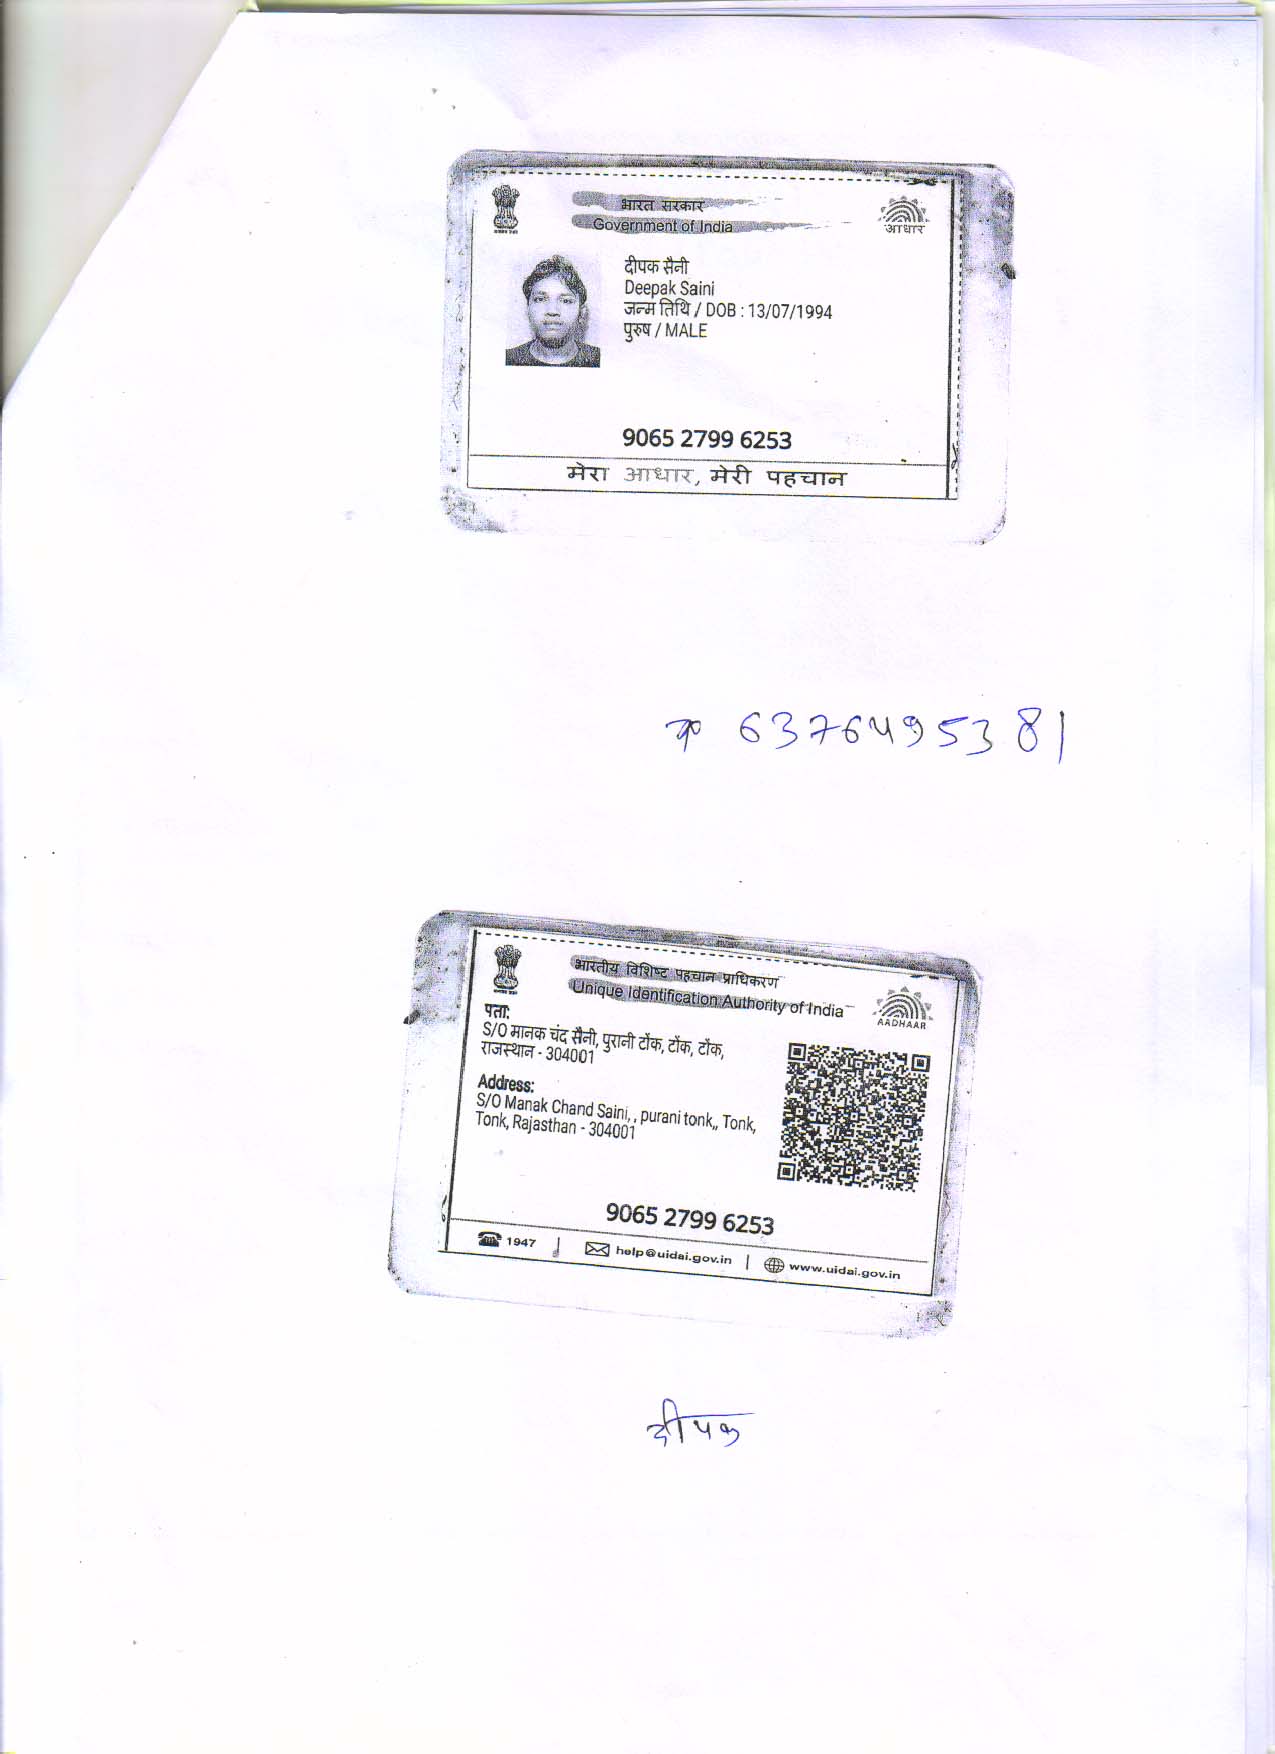 भारत सरकार
Government of India
आधार
दीपक सैनी
Deepak Saini
जन्म तिथि / DOB : 13/07/1994
पुरुष / MALE
9065 2799 6253
मेरा आधार, मेरी पहचान
6376495381
भारतीय विशिष्ट पहचान प्राधिकरण
Unique Identification Authority of India
AADHAAR
पता:
S/O मानक चंद सैनी, पुरानी टोंक, टोंक, टोंक,
राजस्थान - 304001
Address:
S/O Manak Chand Saini, , purani tonk,, Tonk,
Tonk, Rajasthan - 304001
9065 2799 6253
1947 | help@uidai.gov.in | www.uidai.gov.in
दीपक